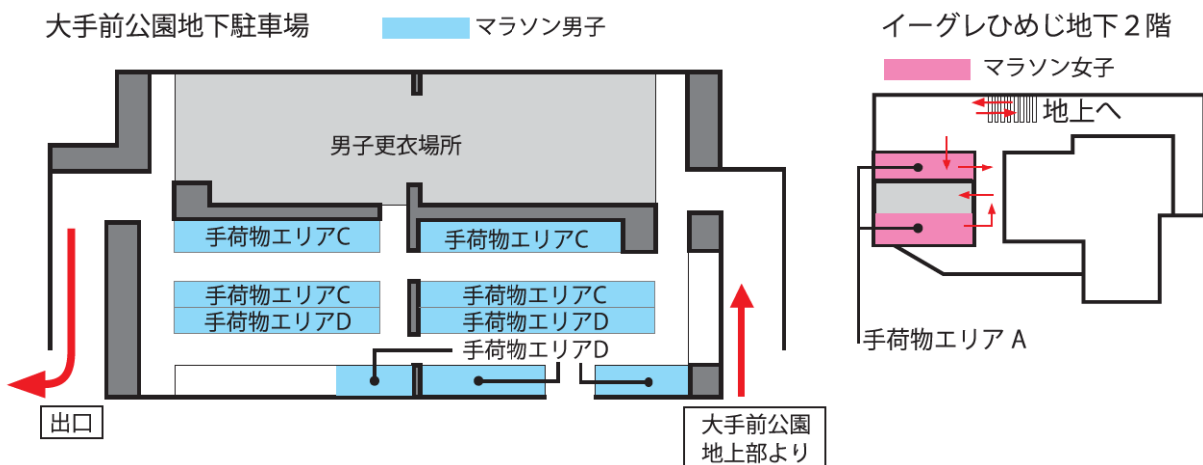 大手前公園地下駐車場
マラソン男子
男子更衣場所
手荷物エリアC
手荷物エリアC
手荷物エリアC
手荷物エリアC
手荷物エリアD
手荷物エリアD
手荷物エリアD
出口
大手前公園
地上部より
イーグレひめじ地下２階
マラソン女子
地上へ
手荷物エリア A